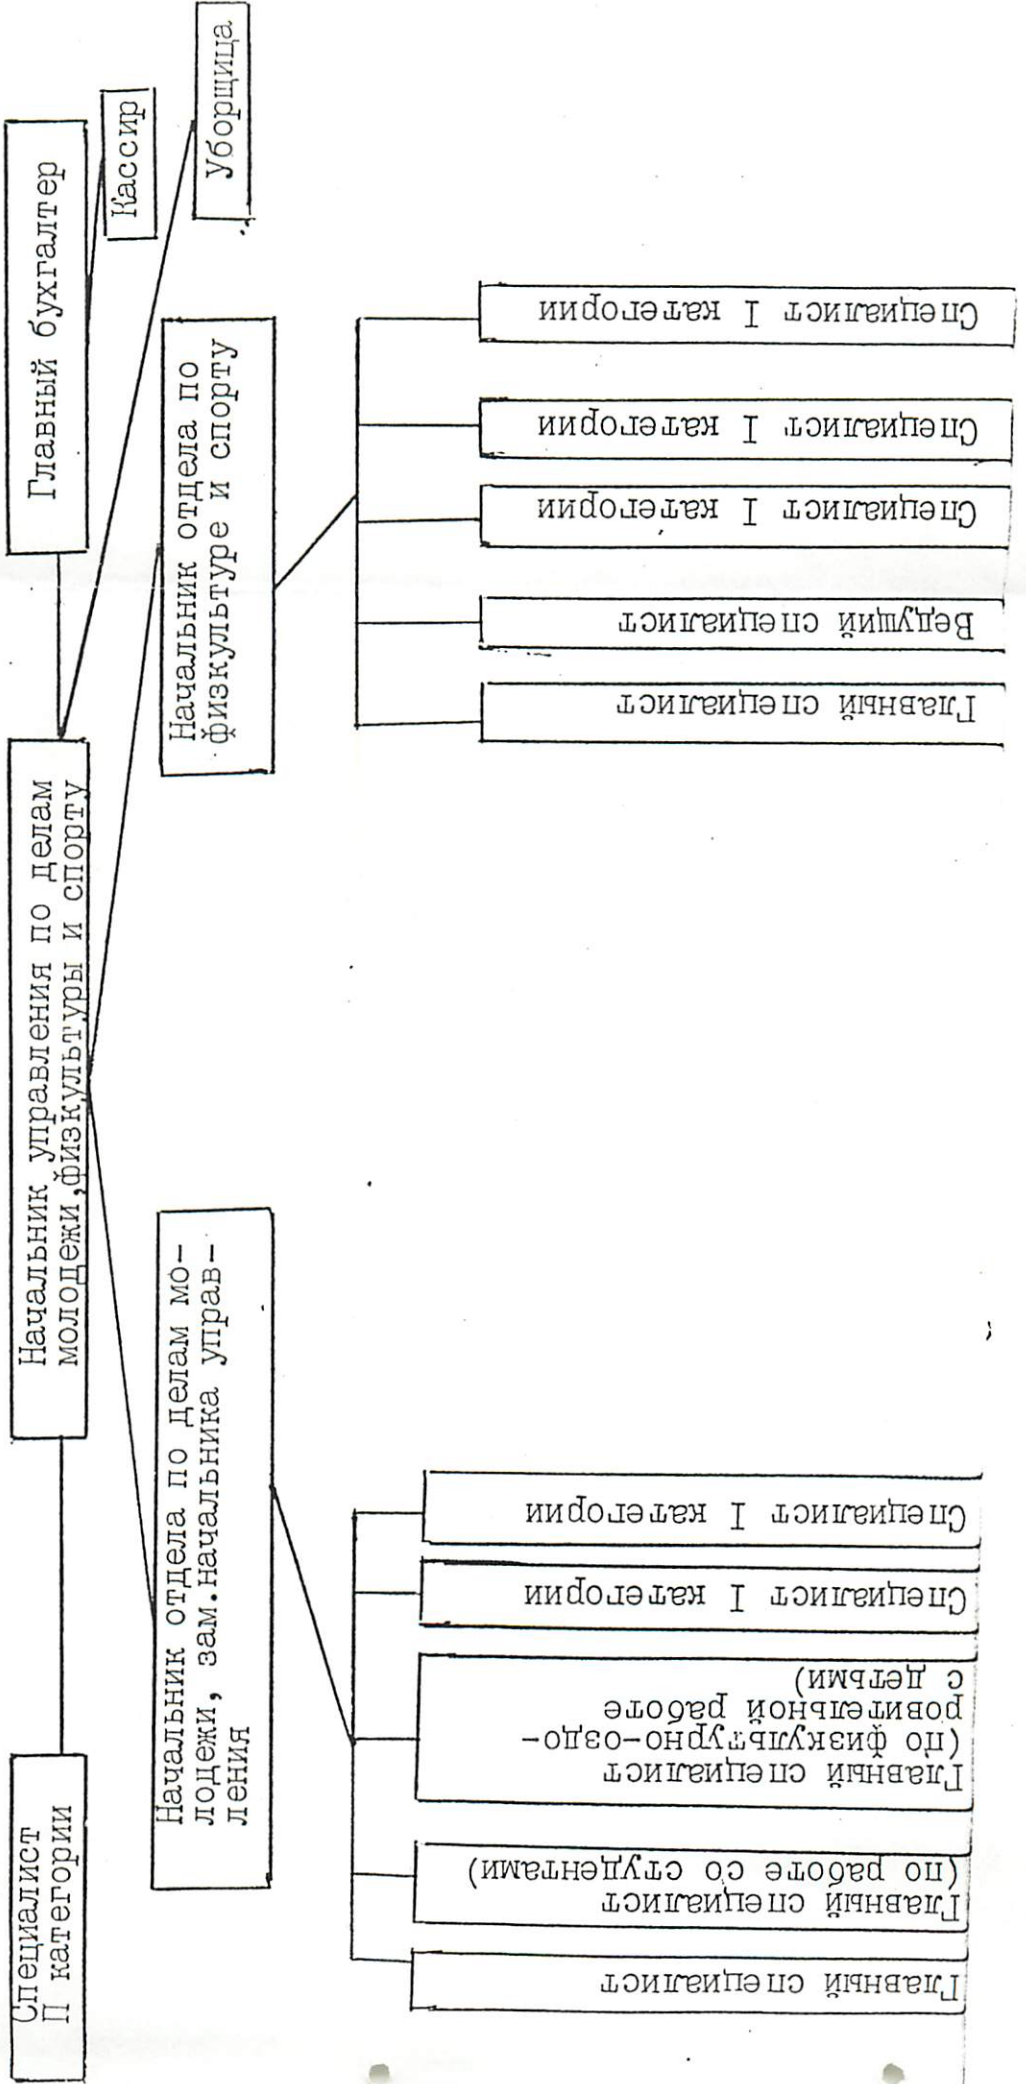 Специалист
П категории
Начальник управления по делам
молодежи,физкультуры и спорту
Главный бухгалтер
Кассир
Уборщица
Начальник отдела по делам мо-
лодежи, зам.начальника управ-
ления
Начальник отдела по
физкультуре и спорту
Главный специалист
Главный специалист
(по работе со студентами)
Главный специалист
(по физкультурно-оздо-
ровительной работе
с детьми)
Специалист I категории
Специалист I категории
Главный специалист
Ведущий специалист
Специалист I категории
Специалист I категории
Специалист I категории